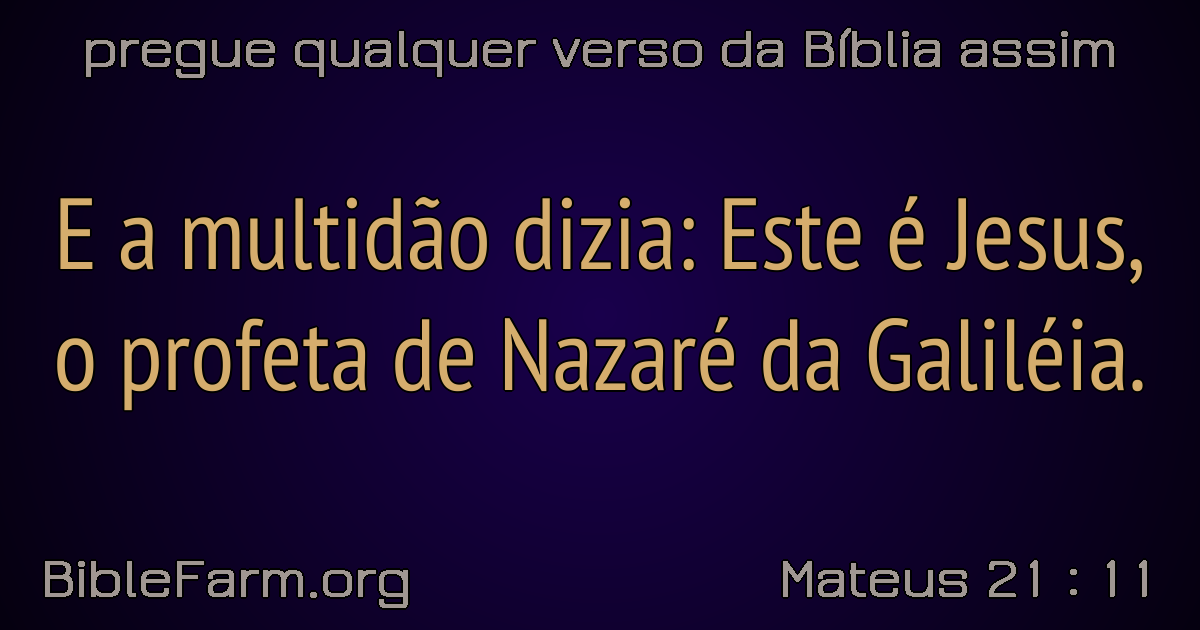 pregue qualquer verso da Bíblia assim
E a multidão dizia: Este é Jesus,
o profeta de Nazaré da Galiléia.
BibleFarm.org
Mateus 21 : 11